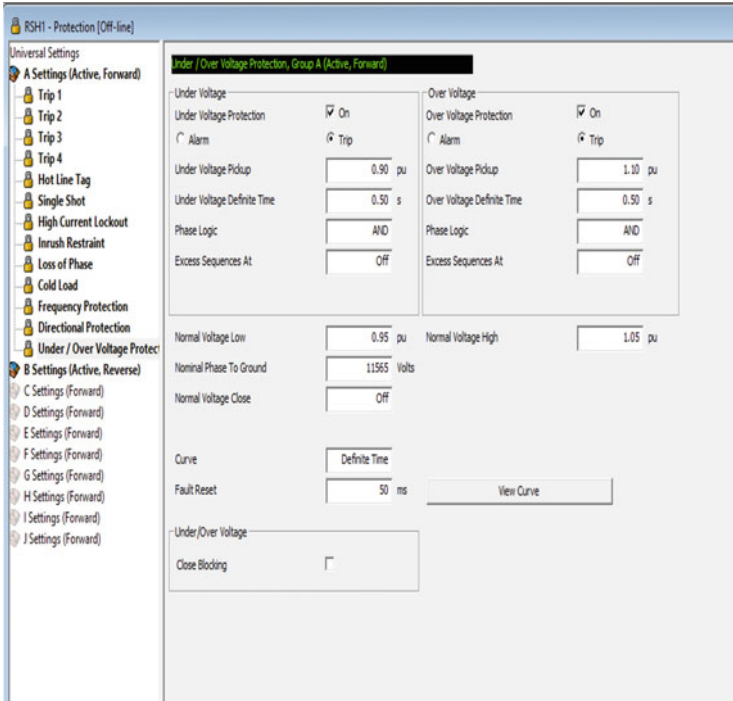 RSH1 - Protection [Off-line]
Universal Settings
A Settings (Active, Forward)
Trip 1
Trip 2
Trip 3
Trip 4
Hot Line Tag
Single Shot
High Current Lockout
Inrush Restraint
Loss of Phase
Cold Load
Frequency Protection
Directional Protection
Under / Over Voltage Protect
B Settings (Active, Reverse)
C Settings (Forward)
D Settings (Forward)
E Settings (Forward)
F Settings (Forward)
G Settings (Forward)
H Settings (Forward)
I Settings (Forward)
J Settings (Forward)
Under / Over Voltage Protection, Group A (Active, Forward)
Under Voltage
Under Voltage Protection On
Alarm Trip
Under Voltage Pickup 0.90 pu
Under Voltage Definite Time 0.50 s
Phase Logic AND
Excess Sequences At Off
Over Voltage
Over Voltage Protection On
Alarm Trip
Over Voltage Pickup 1.10 pu
Over Voltage Definite Time 0.50 s
Phase Logic AND
Excess Sequences At Off
Normal Voltage Low 0.95 pu Normal Voltage High 1.05 pu
Nominal Phase To Ground 11565 Volts
Normal Voltage Close Off
Curve Definite Time
Fault Reset 50 ms View Curve
Under/Over Voltage
Close Blocking